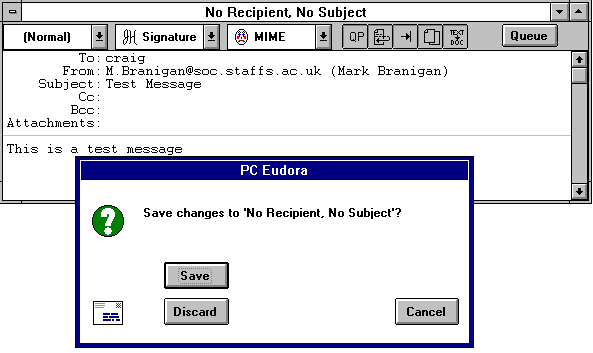 No Recipient, No Subject
(Normal) Signature MIME QP TEXT DOC Queue
To: craig
From: M.Branigan@soc.staffs.ac.uk (Mark Branigan)
Subject: Test Message
Cc:
Bcc:
Attachments:
This is a test message
PC Eudora
Save changes to 'No Recipient, No Subject'?
Save
Discard Cancel